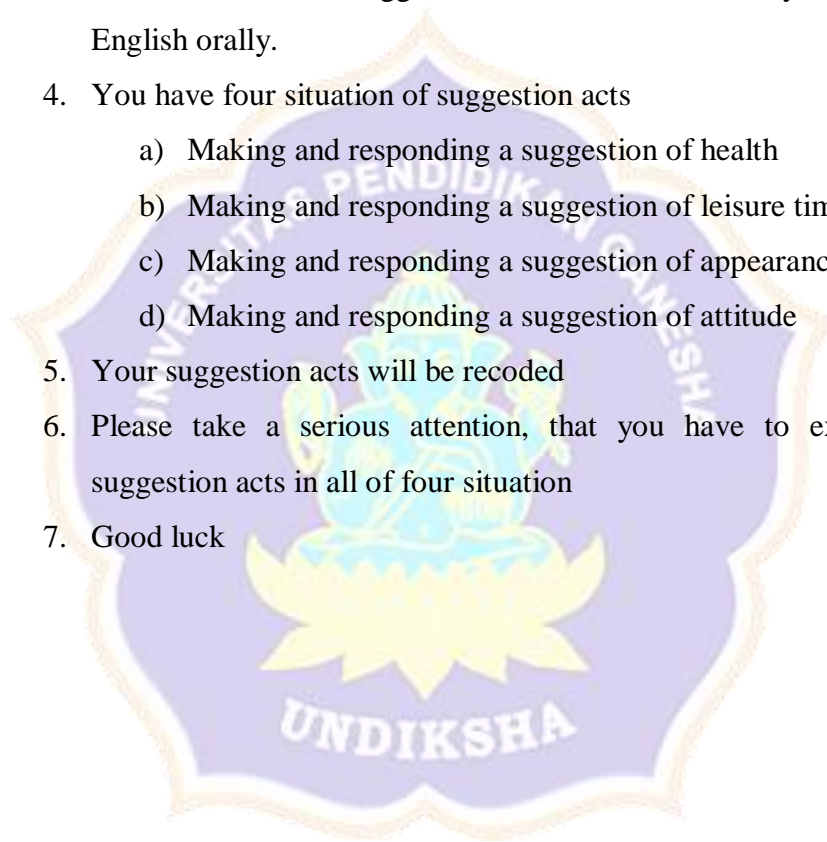 English orally.
4. You have four situation of suggestion acts
a) Making and responding a suggestion of health
b) Making and responding a suggestion of leisure
c) Making and responding a suggestion of
d) Making and responding a suggestion of attitude
5. Your suggestion acts will be recoded
6. Please take a serious attention, that you have to
suggestion acts in all of four situation
7. Good luck
UNIVERSITAS PENDIDIKAN GANESHA
UNDIKSHA